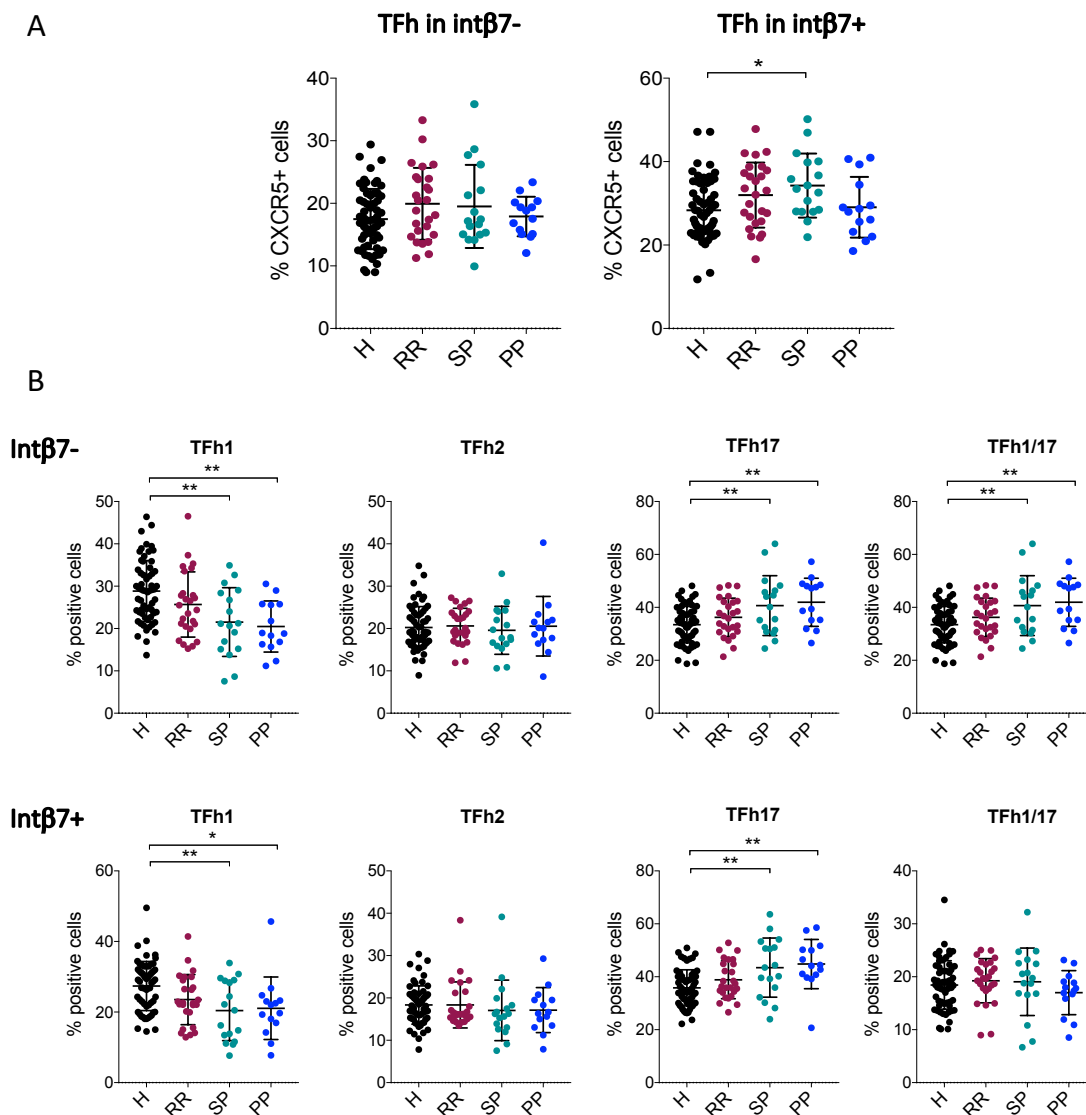 A
TFh in intβ7-
TFh in intβ7+
*
% CXCR5+ cells
40
30
20
10
0
H
RR
SP
PP
% CXCR5+ cells
60
40
20
0
H
RR
SP
PP
B
Intβ7-
TFh1
**
**
% positive cells
50
40
30
20
10
0
H
RR
SP
PP
TFh2
% positive cells
50
40
30
20
10
0
H
RR
SP
PP
TFh17
**
**
% positive cells
80
60
40
20
0
H
RR
SP
PP
TFh1/17
**
**
% positive cells
80
60
40
20
0
H
RR
SP
PP
Intβ7+
TFh1
*
**
% positive cells
60
40
20
0
H
RR
SP
PP
TFh2
% positive cells
50
40
30
20
10
0
H
RR
SP
PP
TFh17
**
**
% positive cells
80
60
40
20
0
H
RR
SP
PP
TFh1/17
% positive cells
40
30
20
10
0
H
RR
SP
PP